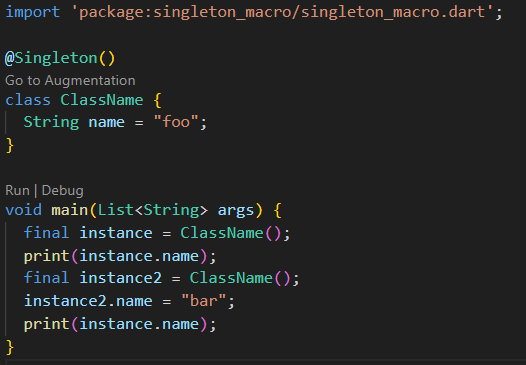 import 'package:singleton_macro/singleton_macro.dart';
@Singleton()
Go to Augmentation
class ClassName {
  String name = "foo";
}
Run | Debug
void main(List<String> args) {
  final instance = ClassName();
  print(instance.name);
  final instance2 = ClassName();
  instance2.name = "bar";
  print(instance.name);
}